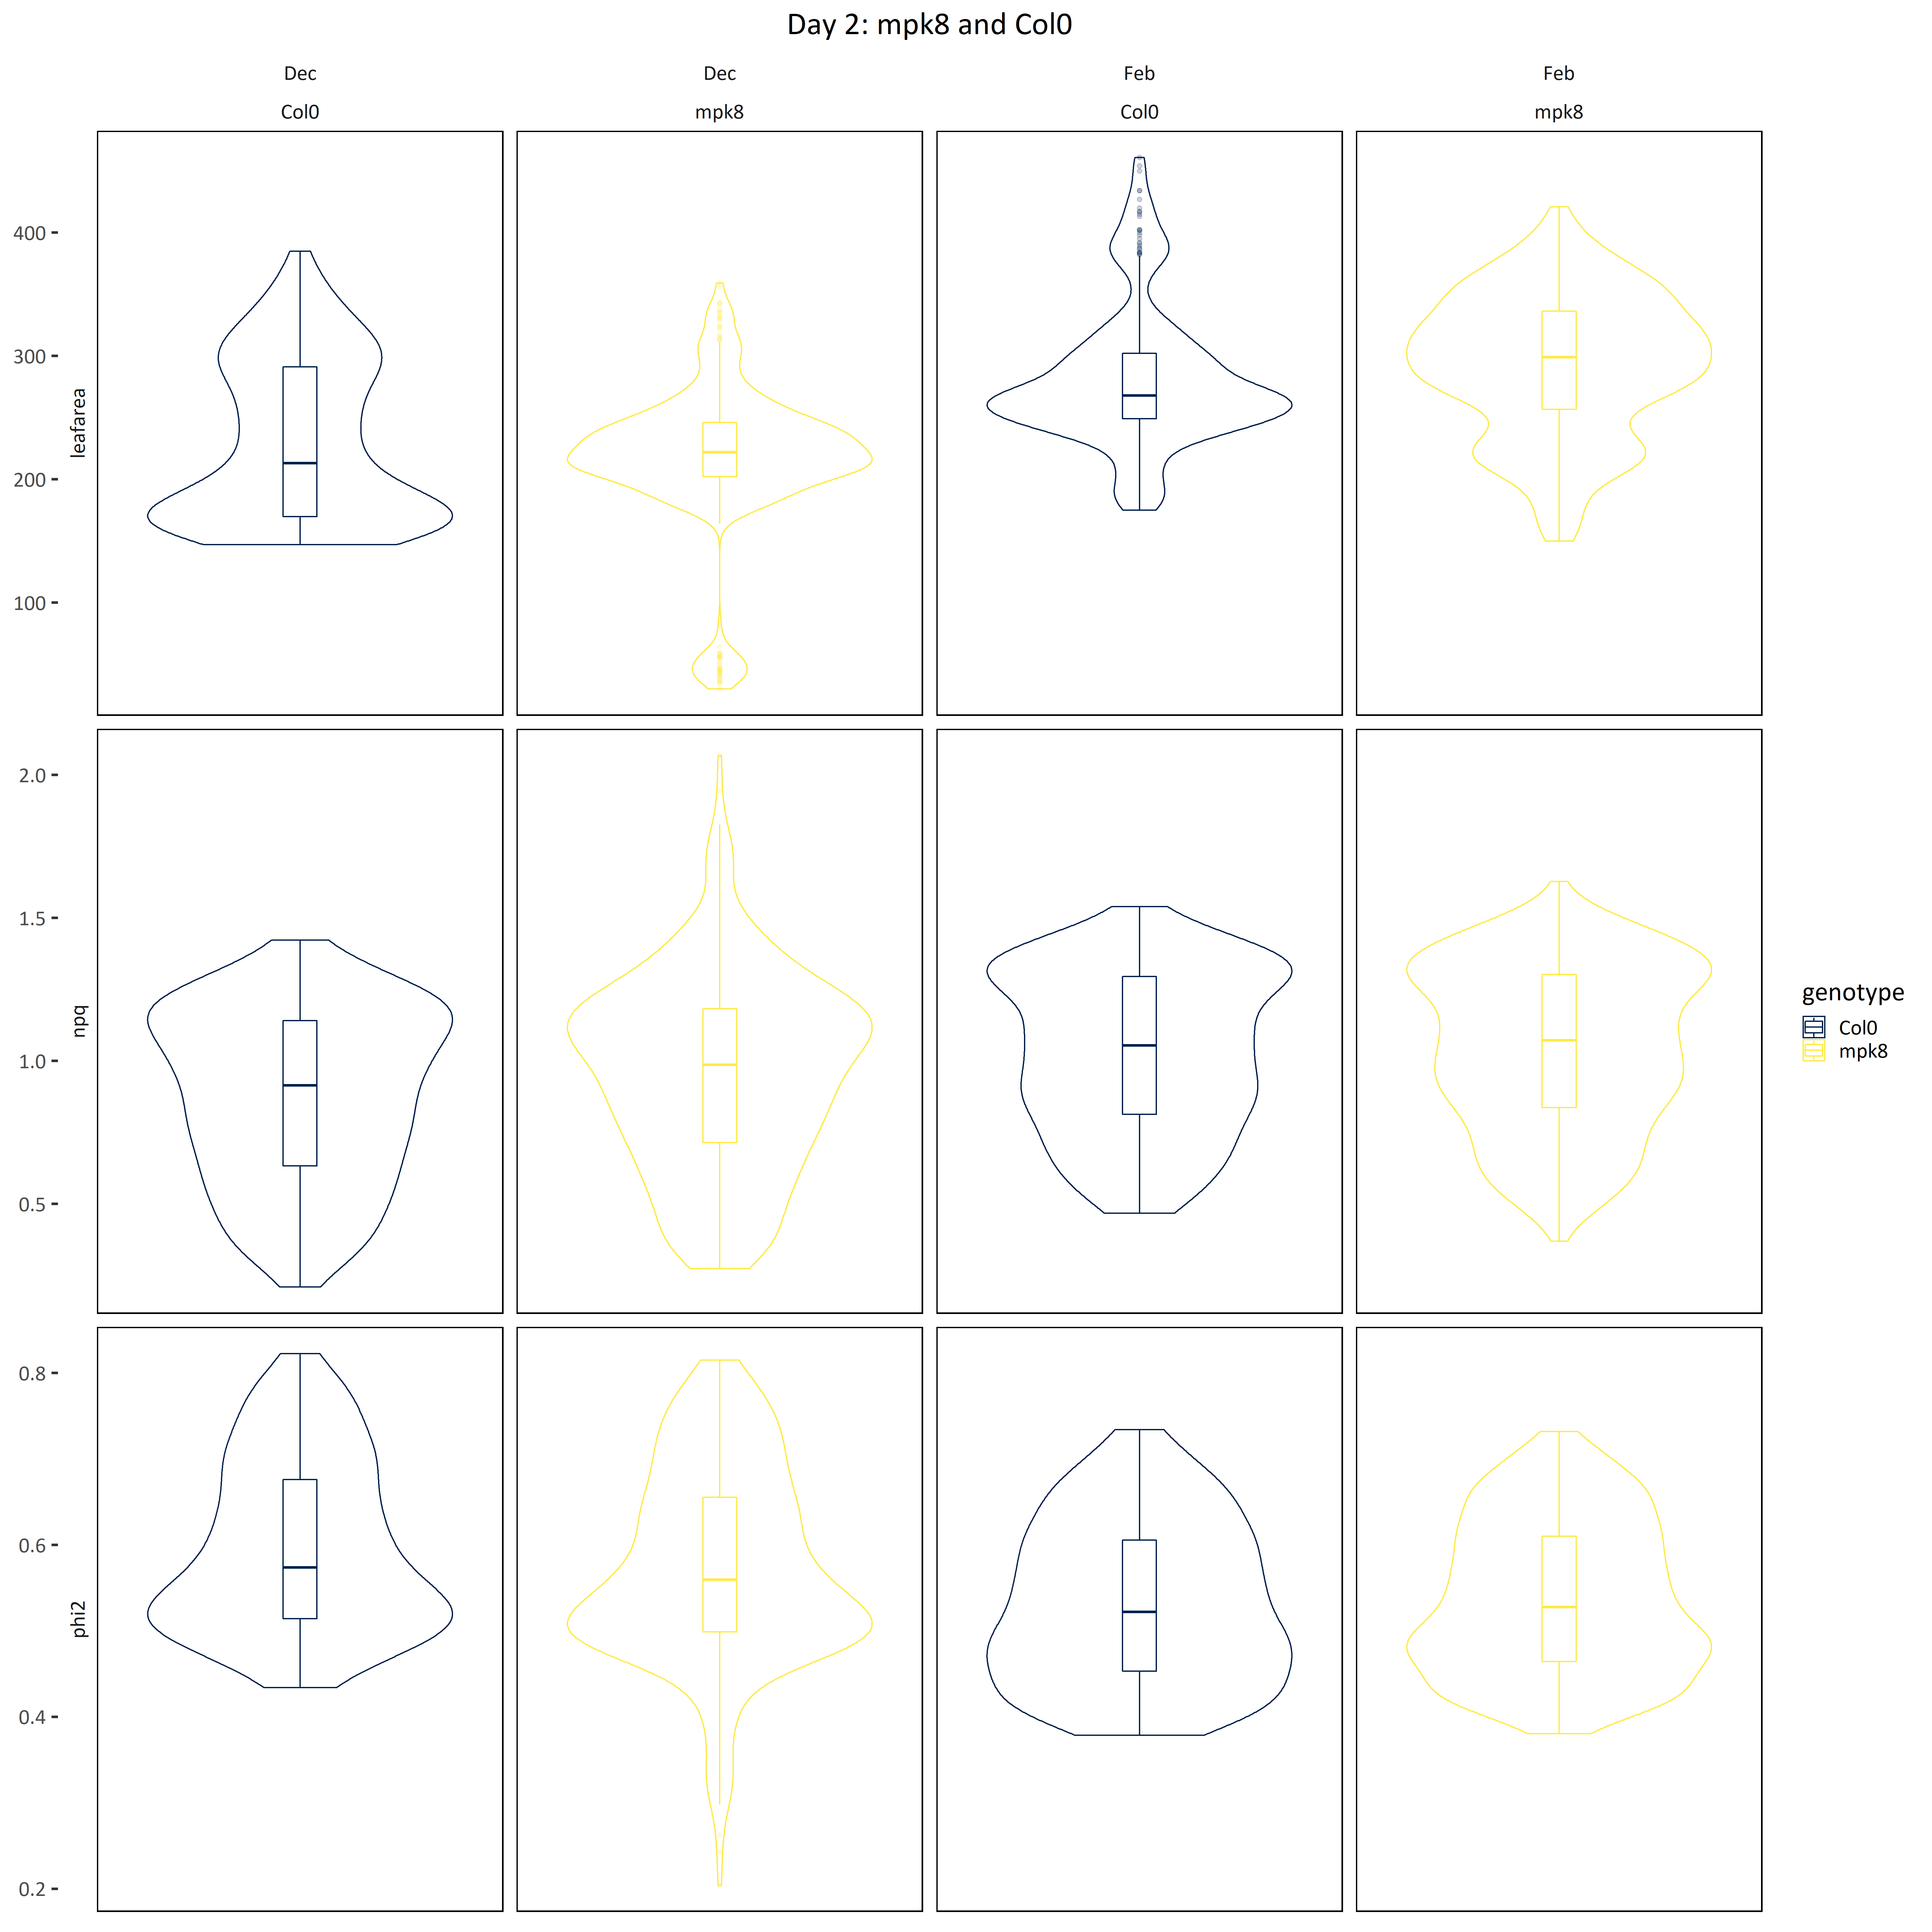 Day 2: mpk8 and Col0
Dec
Dec
Feb
Feb
Col0
mpk8
Col0
mpk8
400
300
200
100
leafarea
2.0
1.5
1.0
0.5
npq
0.8
0.6
0.4
0.2
phi2
genotype
Col0
mpk8